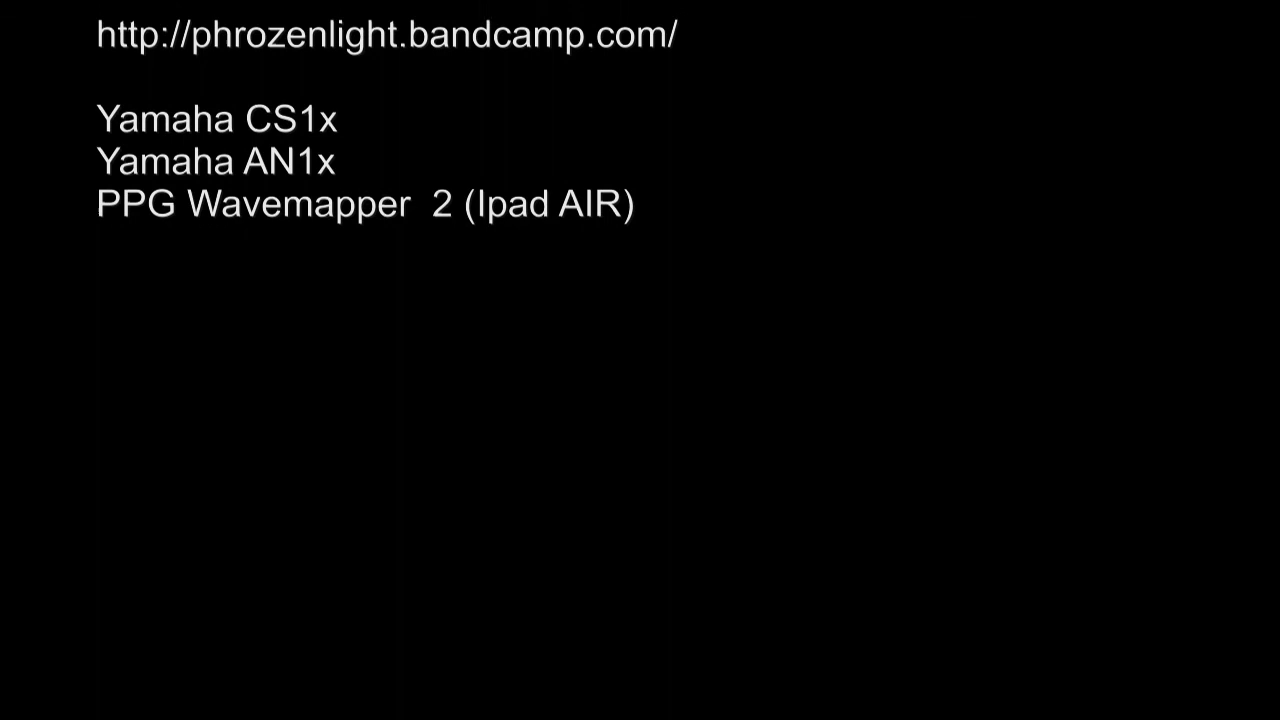 http://phrozenlight.bandcamp.com/
Yamaha CS1x
Yamaha AN1x
PPG Wavemapper  2 (Ipad AIR)